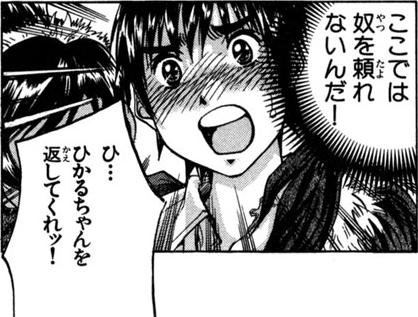 ここでは
奴を頼れ
ないんだー
ひ…
ひかるちゃんを
返してくれッ！